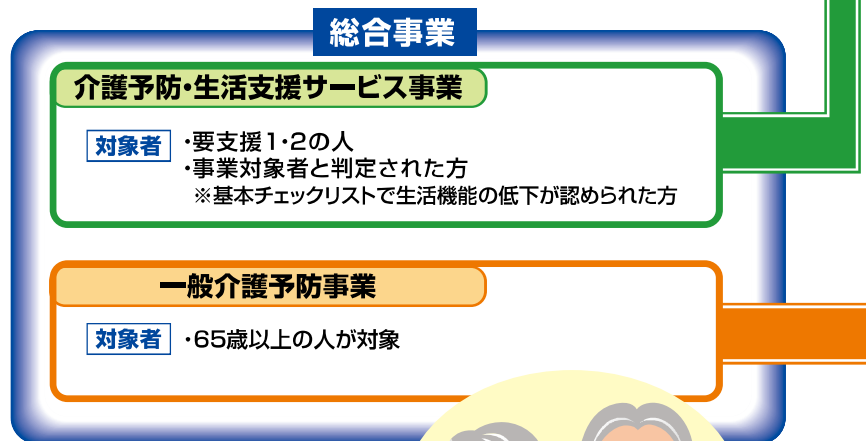 総合事業
介護予防・生活支援サービス事業
対象者 ・要支援1・2の人
・事業対象者と判定された方
※基本チェックリストで生活機能の低下が認められた方
一般介護予防事業
対象者 ・65歳以上の人が対象